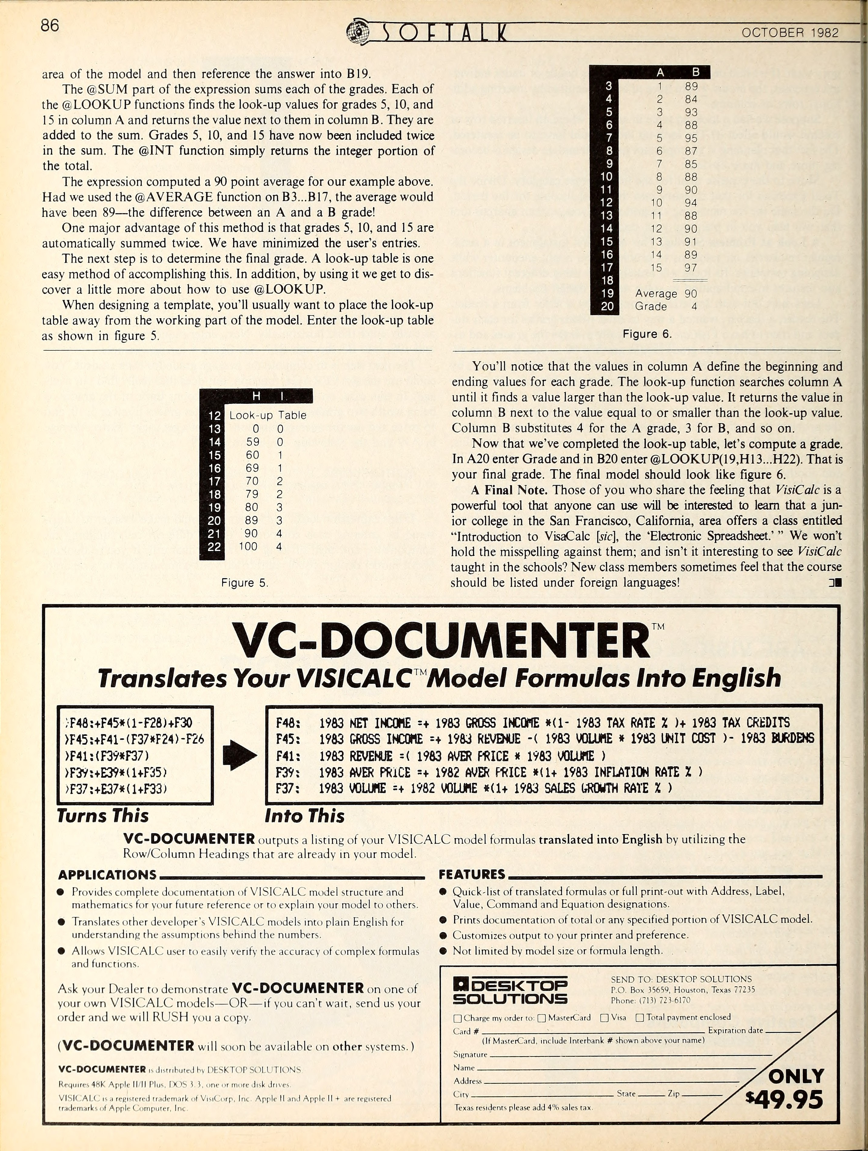 86
SOFTALK
OCTOBER 1982
area of the model and then reference the answer into B19.
The @SUM part of the expression sums each of the grades. Each of
the @LOOKUP functions finds the look-up values for grades 5, 10, and
15 in column A and returns the value next to them in column B. They are
added to the sum. Grades 5, 10, and 15 have now been included twice
in the sum. The @INT function simply returns the integer portion of
the total.
The expression computed a 90 point average for our example above.
Had we used the @AVERAGE function on B3...B17, the average would
have been 89—the difference between an A and a B grade!
One major advantage of this method is that grades 5, 10, and 15 are
automatically summed twice. We have minimized the user's entries.
The next step is to determine the final grade. A look-up table is one
easy method of accomplishing this. In addition, by using it we get to dis-
cover a little more about how to use @LOOKUP.
When designing a template, you'll usually want to place the look-up
table away from the working part of the model. Enter the look-up table
as shown in figure 5.
H I
12 Look-up Table
13 0 0
14 59 0
15 60 1
16 69 1
17 70 2
18 79 2
19 80 3
20 89 3
21 90 4
22 100 4
Figure 5.
A B
3 1 89
4 2 84
5 3 93
6 4 88
7 5 95
8 6 87
9 7 85
10 8 88
11 9 90
12 10 94
13 11 88
14 12 90
15 13 91
16 14 89
17 15 97
18
19 Average 90
20 Grade 4
Figure 6.
You'll notice that the values in column A define the beginning and
ending values for each grade. The look-up function searches column A
until it finds a value larger than the look-up value. It returns the value in
column B next to the value equal to or smaller than the look-up value.
Column B substitutes 4 for the A grade, 3 for B, and so on.
Now that we've completed the look-up table, let's compute a grade.
In A20 enter Grade and in B20 enter @LOOKUP(19,H13...H22). That is
your final grade. The final model should look like figure 6.
A Final Note. Those of you who share the feeling that VisiCalc is a
powerful tool that anyone can use will be interested to learn that a jun-
ior college in the San Francisco, California, area offers a class entitled
“Introduction to VisaCalc [sic], the ‘Electronic Spreadsheet.’ ” We won't
hold the misspelling against them; and isn't it interesting to see VisiCalc
taught in the schools? New class members sometimes feel that the course
should be listed under foreign languages!
VC-DOCUMENTER™
Translates Your VISICALC™ Model Formulas Into English
>F48:+F45*(1-F28)+F30
>F45:+F41-(F37*F24)-F26
>F41:(F39*F37)
>F39:+E39*(1+F35)
>F37:+E37*(1+F33)
Turns This
F48: 1983 NET INCOME =+ 1983 GROSS INCOME *(1- 1983 TAX RATE % )+ 1983 TAX CREDITS
F45: 1983 GROSS INCOME =+ 1983 REVENUE -( 1983 VOLUME * 1983 UNIT COST )- 1983 BURDENS
F41: 1983 REVENUE =( 1983 AVER PRICE * 1983 VOLUME )
F39: 1983 AVER PRICE =+ 1982 AVER PRICE *(1+ 1983 INFLATION RATE % )
F37: 1983 VOLUME =+ 1982 VOLUME *(1+ 1983 SALES GROWTH RATE % )
Into This
VC-DOCUMENTER outputs a listing of your VISICALC model formulas translated into English by utilizing the
Row/Column Headings that are already in your model.
APPLICATIONS
● Provides complete documentation of VISICALC model structure and
mathematics for your future reference or to explain your model to others.
● Translates other developer's VISICALC models into plain English for
understanding the assumptions behind the numbers.
● Allows VISICALC user to easily verify the accuracy of complex formulas
and functions.
Ask your Dealer to demonstrate VC-DOCUMENTER on one of
your own VISICALC models—OR—if you can't wait, send us your
order and we will RUSH you a copy.
(VC-DOCUMENTER will soon be available on other systems.)
VC-DOCUMENTER is distributed by DESKTOP SOLUTIONS
Requires 48K Apple II/II Plus, DOS 3.3, one or more disk drives.
VISICALC is a registered trademark of VisiCorp, Inc. Apple II and Apple II + are registered
trademarks of Apple Computer, Inc.
FEATURES
● Quick-list of translated formulas or full print-out with Address, Label,
Value, Command and Equation designations.
● Prints documentation of total or any specified portion of VISICALC model.
● Customizes output to your printer and preference.
● Not limited by model size or formula length.
DESKTOP
SOLUTIONS
SEND TO: DESKTOP SOLUTIONS
P.O. Box 35659, Houston, Texas 77235
Phone: (713) 723-6170
□ Charge my order to: □ MasterCard □ Visa □ Total payment enclosed
Card # Expiration date
(If MasterCard, include Interbank # shown above your name)
Signature
Name
Address
City State Zip
Texas residents please add 4% sales tax.
ONLY
$49.95